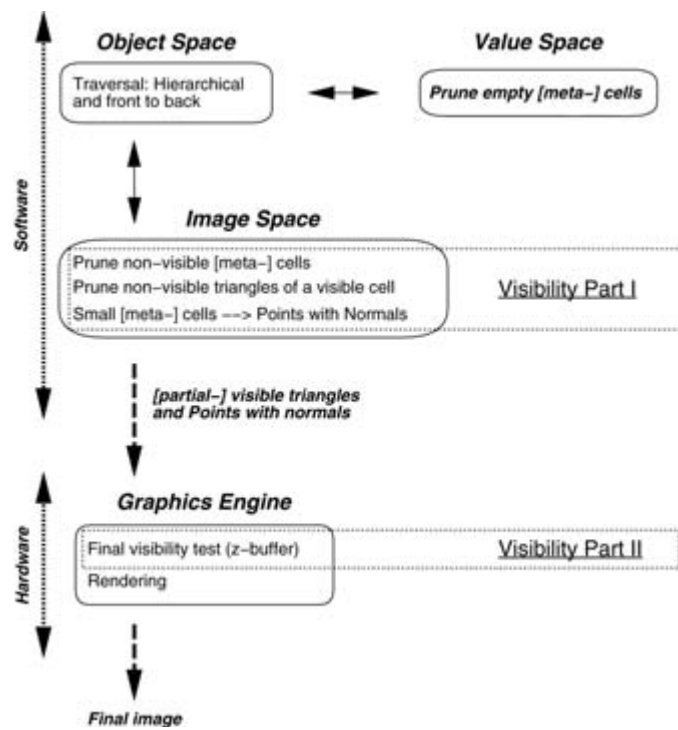 Object Space
Value Space
Traversal: Hierarchical
and front to back
Prune empty [meta-] cells
Software
Image Space
Prune non-visible [meta-] cells
Prune non-visible triangles of a visible cell
Small [meta-] cells --> Points with Normals
Visibility Part I
[partial-] visible triangles
and Points with normals
Hardware
Graphics Engine
Final visibility test (z-buffer)
Rendering
Visibility Part II
Final image